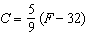 C = 5/9 (F − 32)